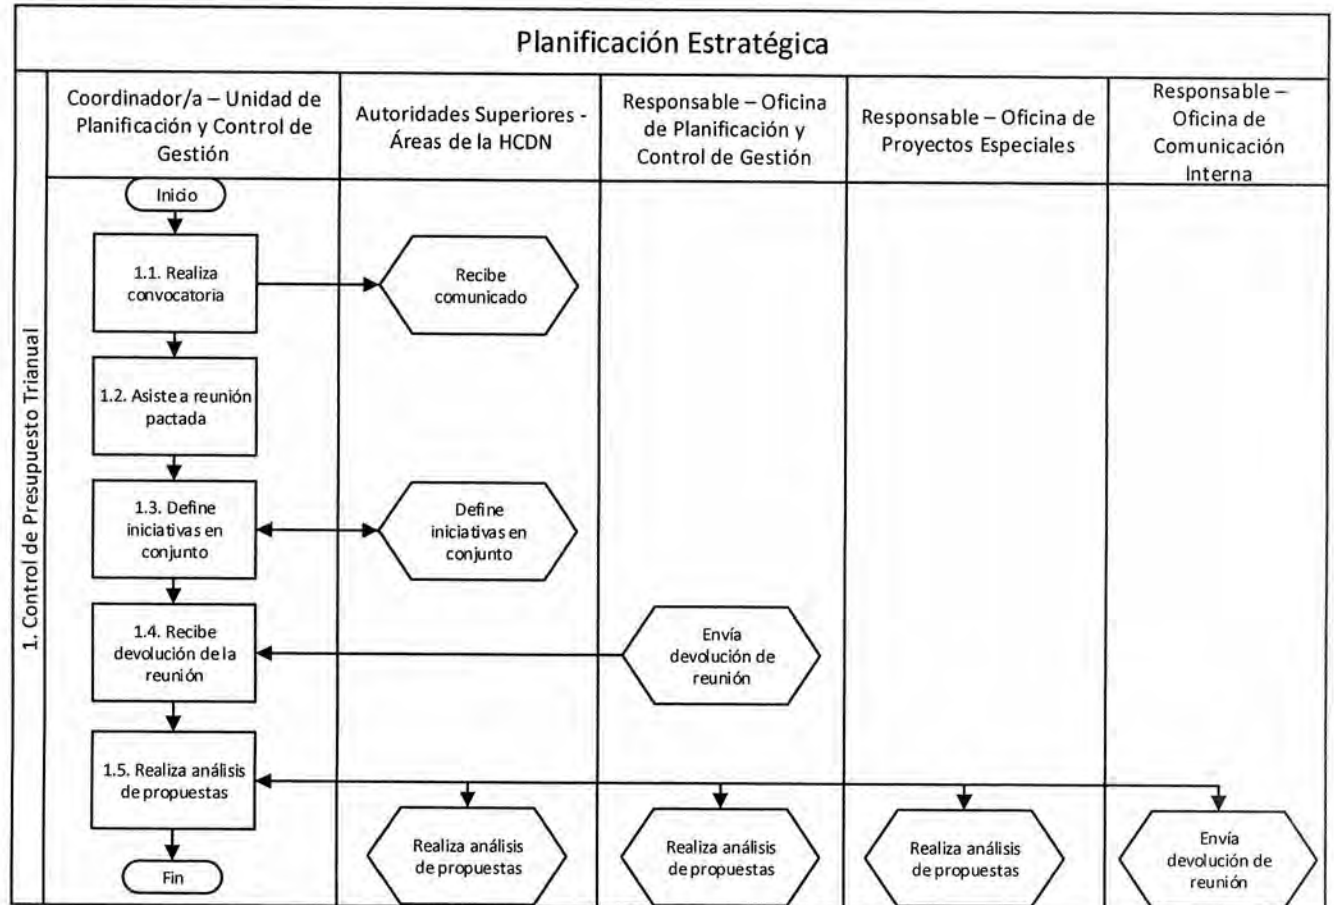 Planificación Estratégica
1. Control de Presupuesto Trianual
Coordinador/a – Unidad de
Planificación y Control de
Gestión
Autoridades Superiores -
Áreas de la HCDN
Responsable – Oficina
de Planificación y
Control de Gestión
Responsable – Oficina de
Proyectos Especiales
Responsable –
Oficina de
Comunicación
Interna
Inicio
1.1. Realiza
convocatoria
Recibe
comunicado
1.2. Asiste a reunión
pactada
1.3. Define
iniciativas en
conjunto
Define
iniciativas en
conjunto
1.4. Recibe
devolución de la
reunión
Envía
devolución de
reunión
1.5. Realiza análisis
de propuestas
Realiza análisis
de propuestas
Realiza análisis
de propuestas
Realiza análisis
de propuestas
Envía
devolución de
reunión
Fin